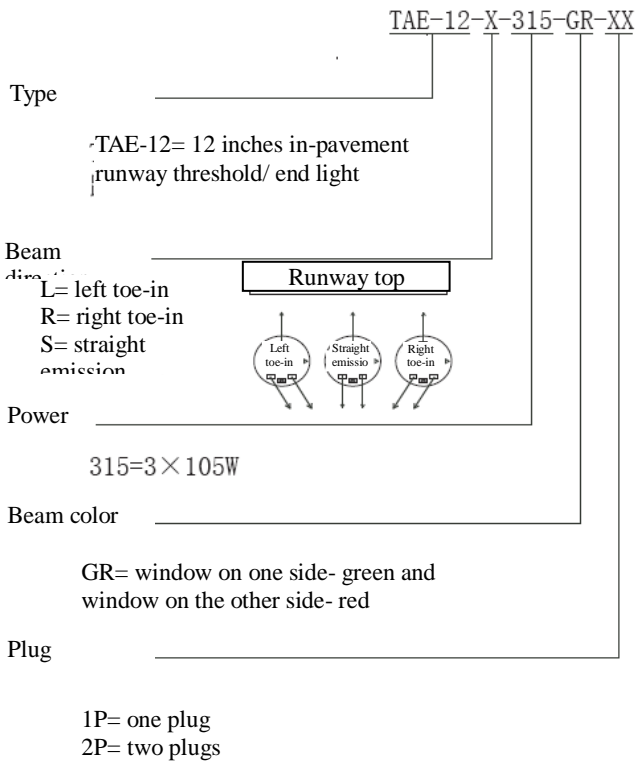 TAE-12-X-315-GR-XX
Type
TAE-12= 12 inches in-pavement
runway threshold/ end light
Beam
L= left toe-in
R= right toe-in
S= straight
emission
Runway top
Left
toe-in
Straight
emissio
Right
toe-in
Power
315=3×105W
Beam color
GR= window on one side- green and
window on the other side- red
Plug
1P= one plug
2P= two plugs